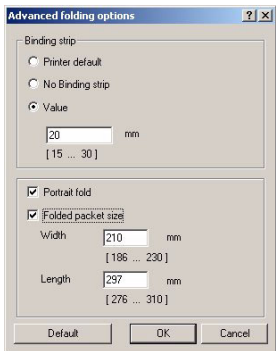 Advanced folding options
Binding strip
Printer default
No Binding strip
Value
20 mm
[ 15 ... 30 ]
Portrait fold
Folded packet size
Width 210 mm
[ 186 ... 230 ]
Length 297 mm
[ 276 ... 310 ]
Default OK Cancel